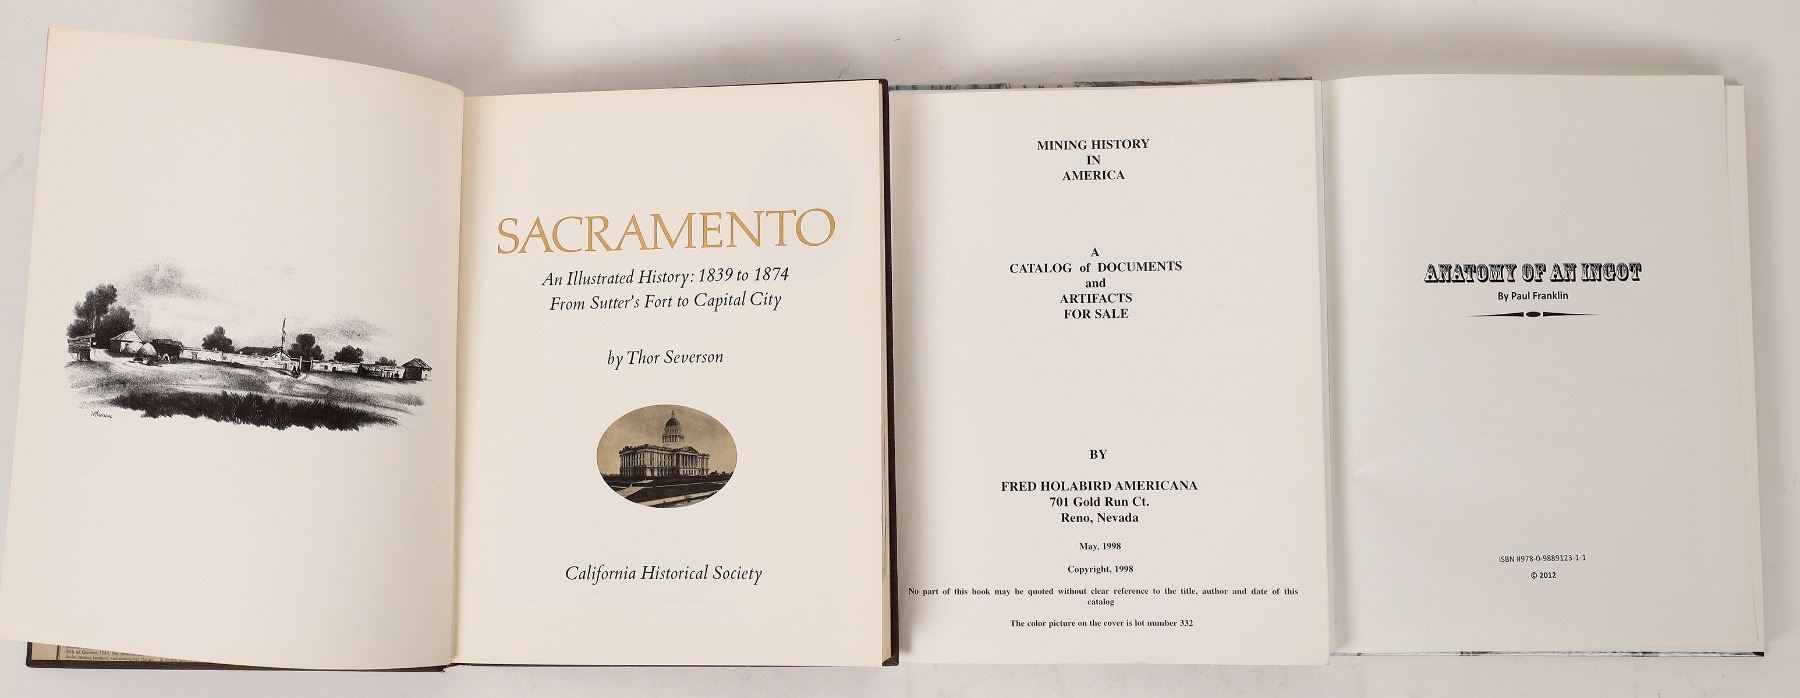 SACRAMENTO
An Illustrated History: 1839 to 1874
From Sutter's Fort to Capital City
by Thor Severson
California Historical Society
MINING HISTORY
IN
AMERICA
A
CATALOG of DOCUMENTS
and
ARTIFACTS
FOR SALE
BY
FRED HOLABIRD AMERICANA
701 Gold Run Ct.
Reno, Nevada
May, 1998
Copyright, 1998
No part of this book may be quoted without clear reference to the title, author and date of this
catalog
The color picture on the cover is lot number 332
ANATOMY OF AN INGOT
By Paul Franklin
ISBN #978-0-9889123-1-1
© 2012